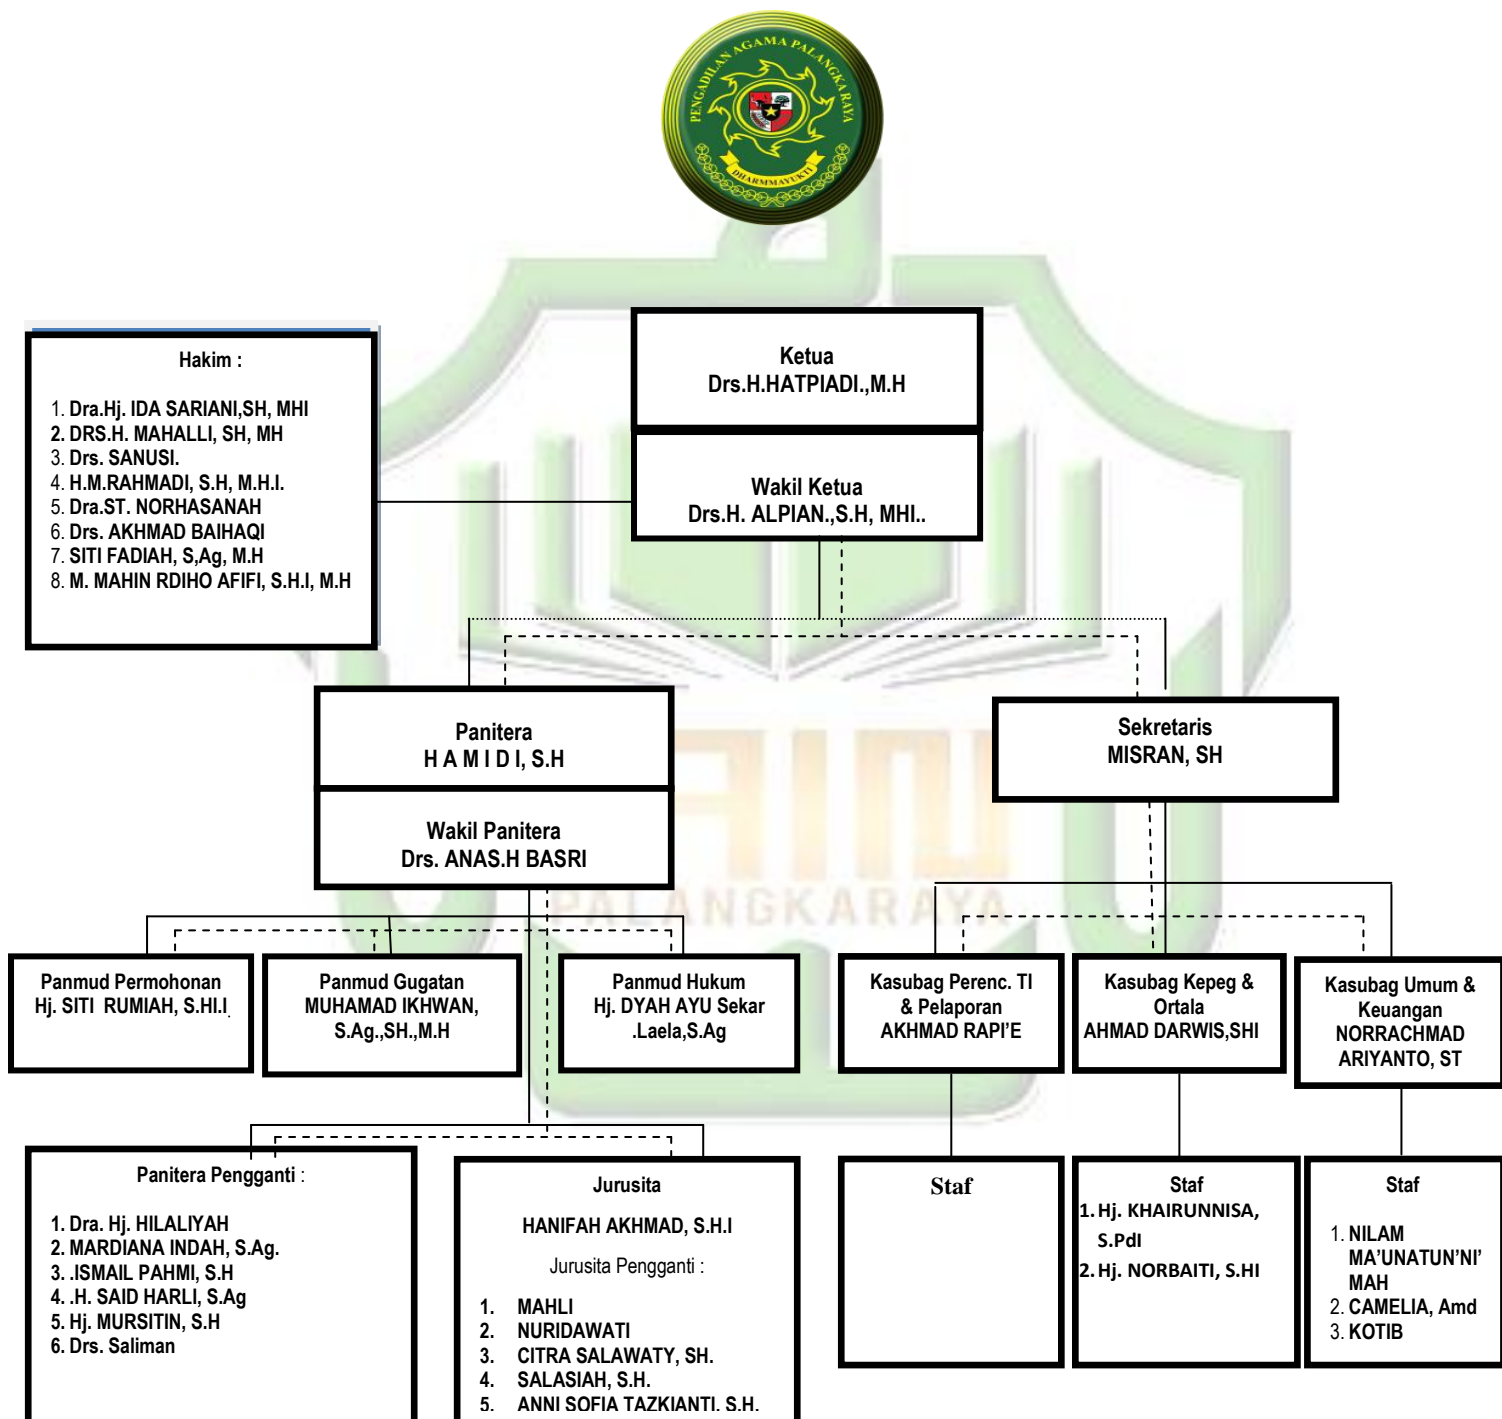 PENGADILAN AGAMA PALANGKA RAYA
DHARMMAYUKTI
Ketua
Drs.H.HATPIADI.,M.H
Wakil Ketua
Drs.H. ALPIAN.,S.H, MHI..
Hakim :
1. Dra.Hj. IDA SARIANI,SH, MHI
2. DRS.H. MAHALLI, SH, MH
3. Drs. SANUSI.
4. H.M.RAHMADI, S.H, M.H.I.
5. Dra.ST. NORHASANAH
6. Drs. AKHMAD BAIHAQI
7. SITI FADIAH, S,Ag, M.H
8. M. MAHIN RDIHO AFIFI, S.H.I, M.H
Panitera
H A M I D I, S.H
Wakil Panitera
Drs. ANAS.H BASRI
Sekretaris
MISRAN, SH
IAIN
PALANGKARAYA
Panmud Permohonan
Hj. SITI RUMIAH, S.HI.I
Panmud Gugatan
MUHAMAD IKHWAN,
S.Ag.,SH.,M.H
Panmud Hukum
Hj. DYAH AYU Sekar
.Laela,S.Ag
Kasubag Perenc. TI
& Pelaporan
AKHMAD RAPI’E
Kasubag Kepeg &
Ortala
AHMAD DARWIS,SHI
Kasubag Umum &
Keuangan
NORRACHMAD
ARIYANTO, ST
Panitera Pengganti :
1. Dra. Hj. HILALIYAH
2. MARDIANA INDAH, S.Ag.
3. .ISMAIL PAHMI, S.H
4. .H. SAID HARLI, S.Ag
5. Hj. MURSITIN, S.H
6. Drs. Saliman
Jurusita
HANIFAH AKHMAD, S.H.I
Jurusita Pengganti :
1. MAHLI
2. NURIDAWATI
3. CITRA SALAWATY, SH.
4. SALASIAH, S.H.
5. ANNI SOFIA TAZKIANTI, S.H.
Staf
Staf
1. Hj. KHAIRUNNISA,
S.PdI
2. Hj. NORBAITI, S.HI
Staf
1. NILAM
MA’UNATUN’NI’
MAH
2. CAMELIA, Amd
3. KOTIB